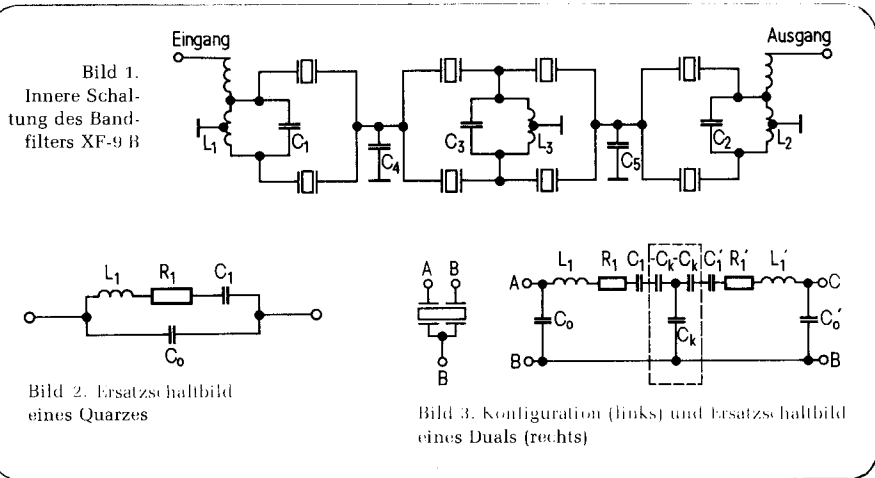 Eingang
Ausgang
Bild 1.
Innere Schal-
tung des Band-
filters XF-9 B
L1
C1
C4
C3
L3
C5
C2
L2
L1
R1
C1
C0
Bild 2. Ersatzschaltbild
eines Quarzes
A B
B
L1 R1 C1 -Ck -Ck C1' R1' L1'
A C
C0 Ck C0'
B B
Bild 3. Konfiguration (links) und Ersatzschaltbild
eines Duals (rechts)